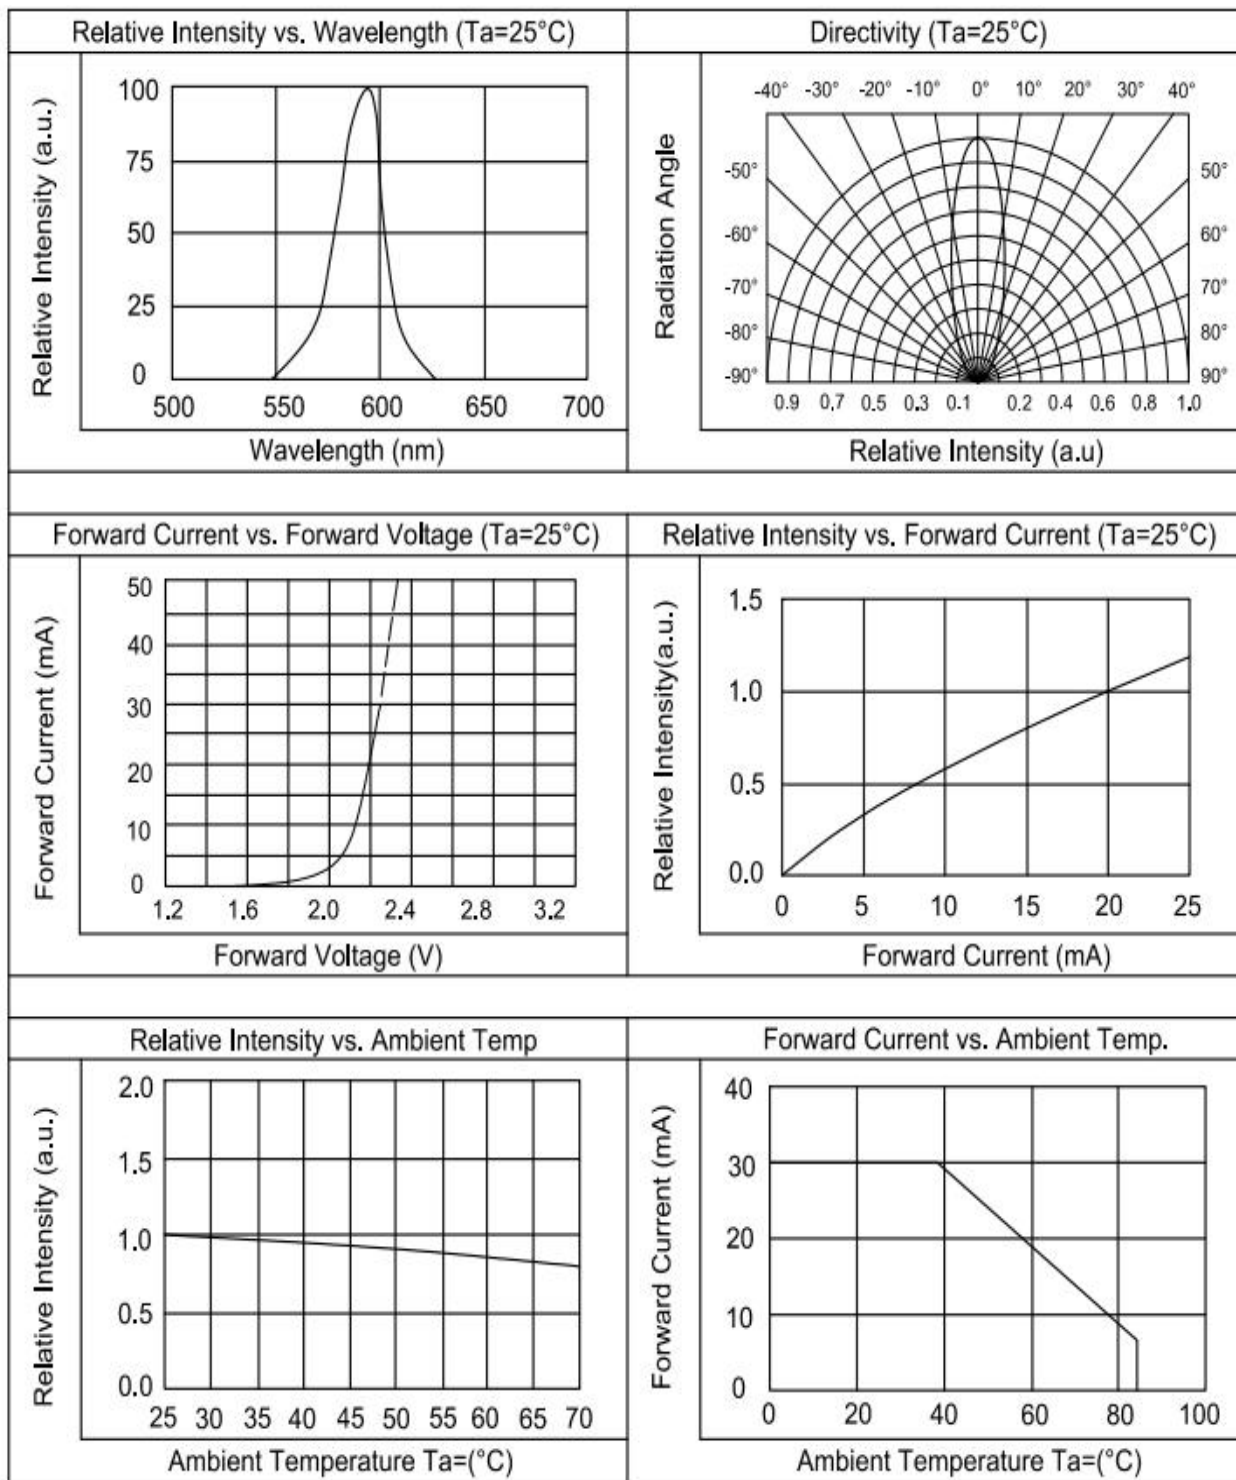 Relative Intensity vs. Wavelength (Ta=25°C)
Relative Intensity (a.u.)
100
75
50
25
0
500 550 600 650 700
Wavelength (nm)
Directivity (Ta=25°C)
Radiation Angle
-40° -30° -20° -10° 0° 10° 20° 30° 40°
-50° 50°
-60° 60°
-70° 70°
-80° 80°
-90° 90°
0.9 0.7 0.5 0.3 0.1 0.2 0.4 0.6 0.8 1.0
Relative Intensity (a.u)
Forward Current vs. Forward Voltage (Ta=25°C)
Forward Current (mA)
50
40
30
20
10
0
1.2 1.6 2.0 2.4 2.8 3.2
Forward Voltage (V)
Relative Intensity vs. Forward Current (Ta=25°C)
Relative Intensity(a.u.)
1.5
1.0
0.5
0.0
0 5 10 15 20 25
Forward Current (mA)
Relative Intensity vs. Ambient Temp
Relative Intensity (a.u.)
2.0
1.5
1.0
0.5
0.0
25 30 35 40 45 50 55 60 65 70
Ambient Temperature Ta=(°C)
Forward Current vs. Ambient Temp.
Forward Current (mA)
40
30
20
10
0
0 20 40 60 80 100
Ambient Temperature Ta=(°C)